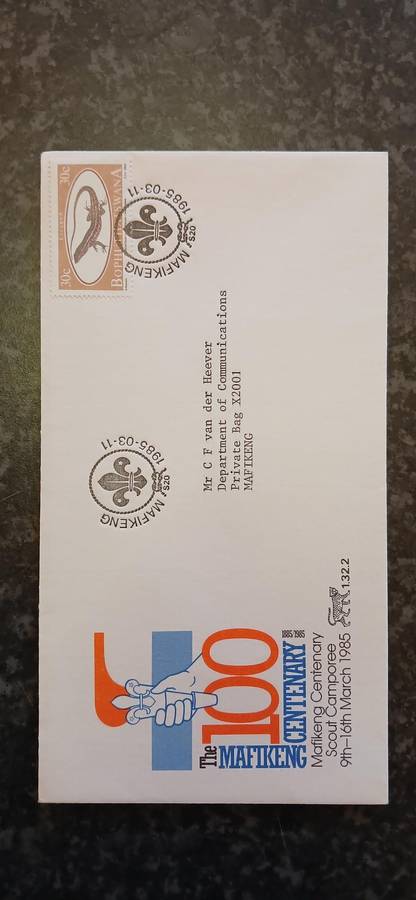 30c 30c
BOPHUTHATSWANA
MAFIKENG
1985-03-11
S20
MAFIKENG
1985-03-11
S20
Mr C F van der Heever
Department of Communications
Private Bag X2001
MAFIKENG
The
100
1885/1985
MAFIKENG
CENTENARY
Mafikeng Centenary
Scout Camporee
9th-16th March 1985
1.32.2